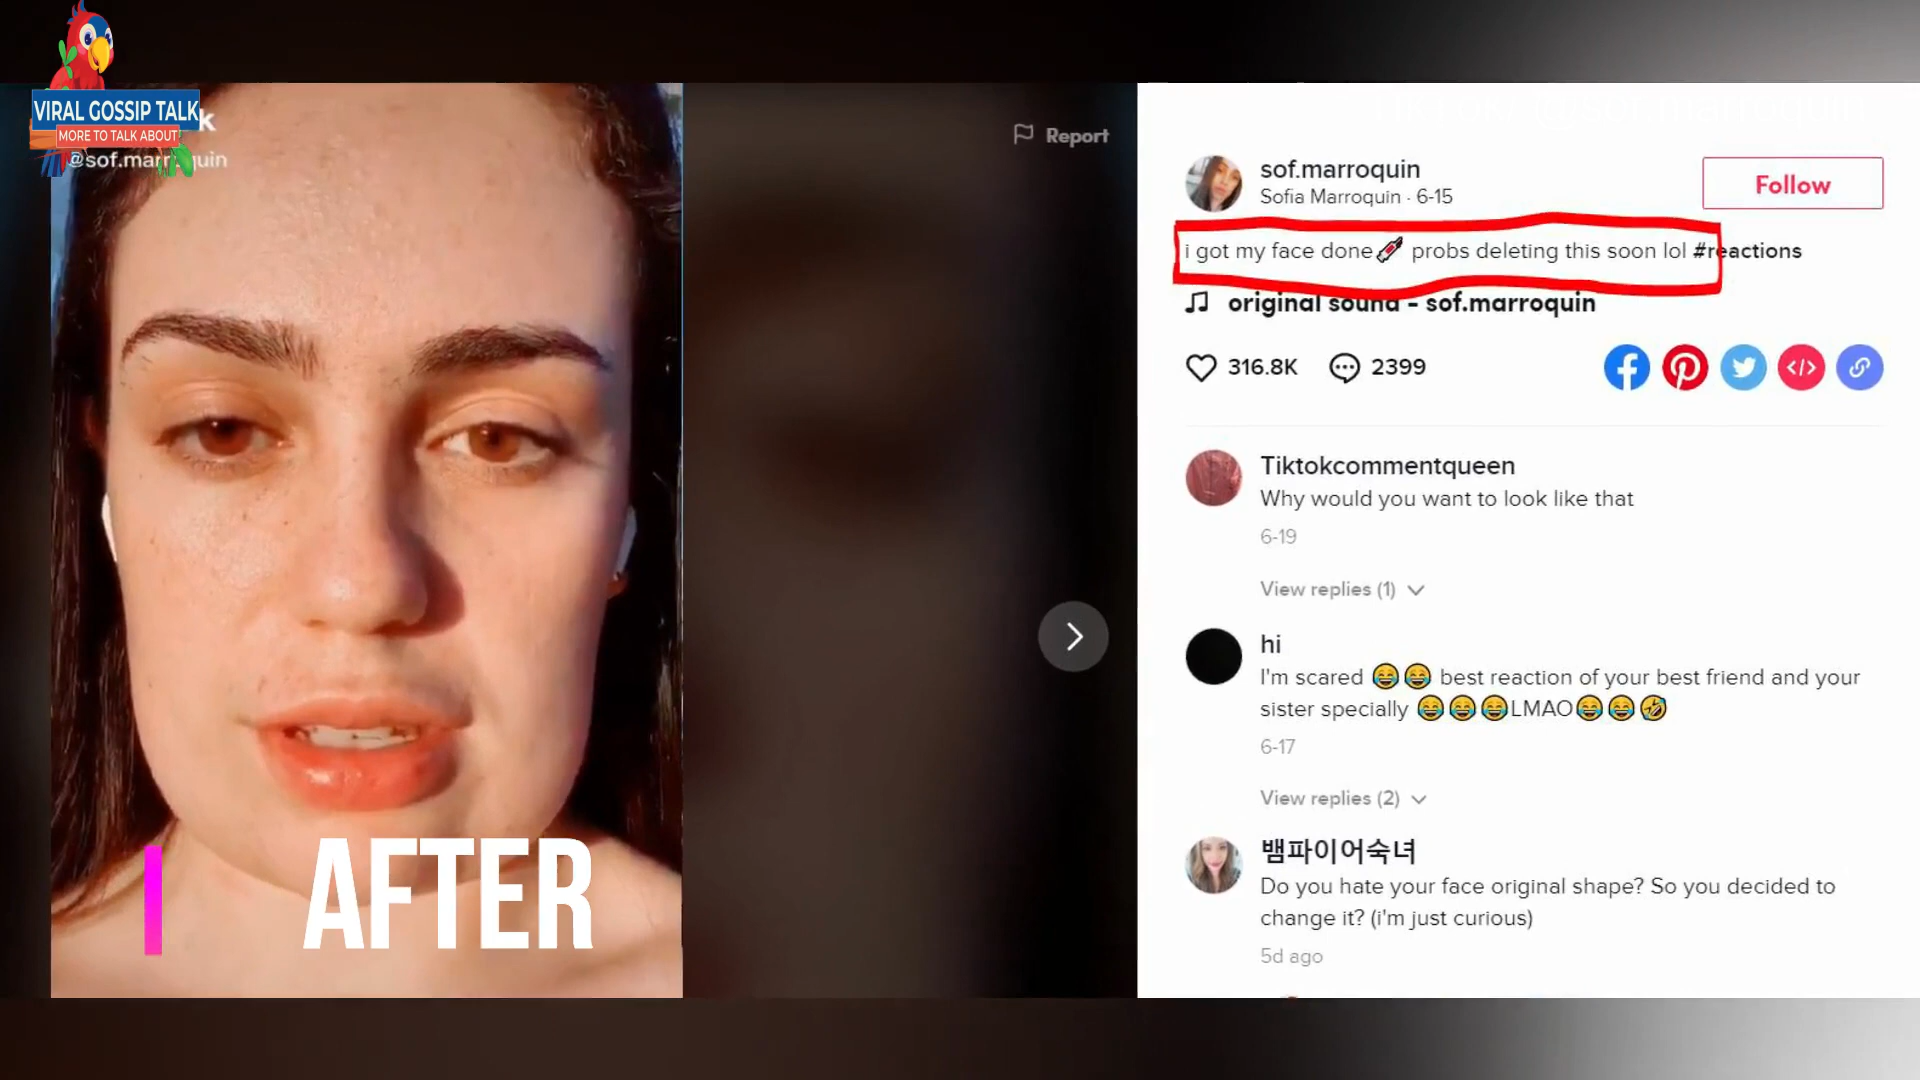 VIRAL GOSSIP TALK
MORE TO TALK ABOUT
k
@sof.marroquin
AFTER
Report
sof.marroquin
Sofia Marroquin · 6-15
Follow
i got my face done💉 probs deleting this soon lol #reactions
original sound - sof.marroquin
316.8K
2399
Tiktokcommentqueen
Why would you want to look like that
6-19
View replies (1)
hi
I'm scared 😂😂 best reaction of your best friend and your
sister specially 😂😂😂LMAO😂😂🤣
6-17
View replies (2)
뱀파이어숙녀
Do you hate your face original shape? So you decided to
change it? (i'm just curious)
5d ago